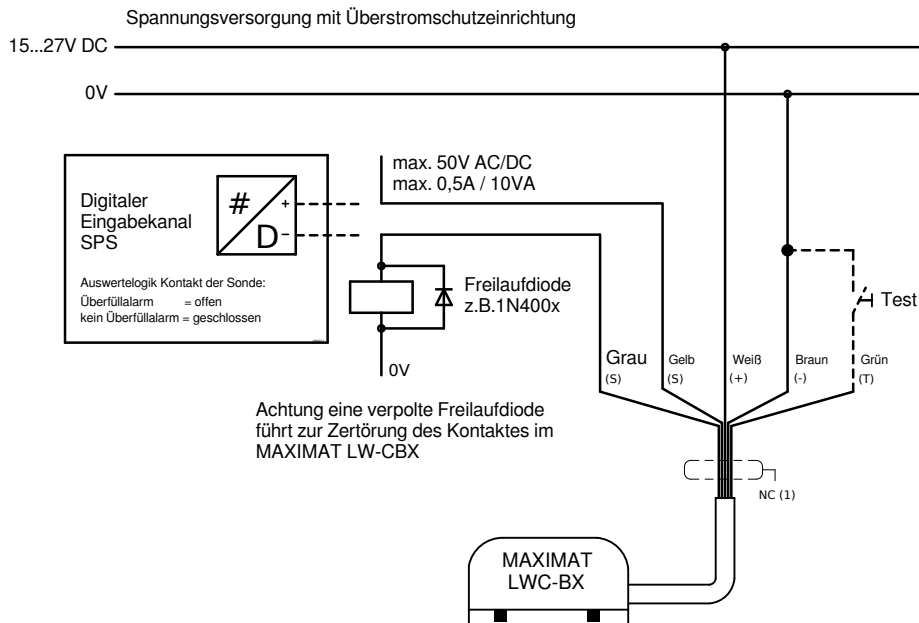 Spannungsversorgung mit Überstromschutzeinrichtung
15...27V DC
0V
max. 50V AC/DC
max. 0,5A / 10VA
Digitaler
Eingabekanal
SPS
#
+
D
-
Auswertelogik Kontakt der Sonde:
Überfüllalarm = offen
kein Überfüllalarm = geschlossen
Freilaufdiode
z.B.1N400x
Test
0V
Grau
(S)
Gelb
(S)
Weiß
(+)
Braun
(-)
Grün
(T)
Achtung eine verpolte Freilaufdiode
führt zur Zertörung des Kontaktes im
MAXIMAT LW-CBX
NC (1)
MAXIMAT
LWC-BX